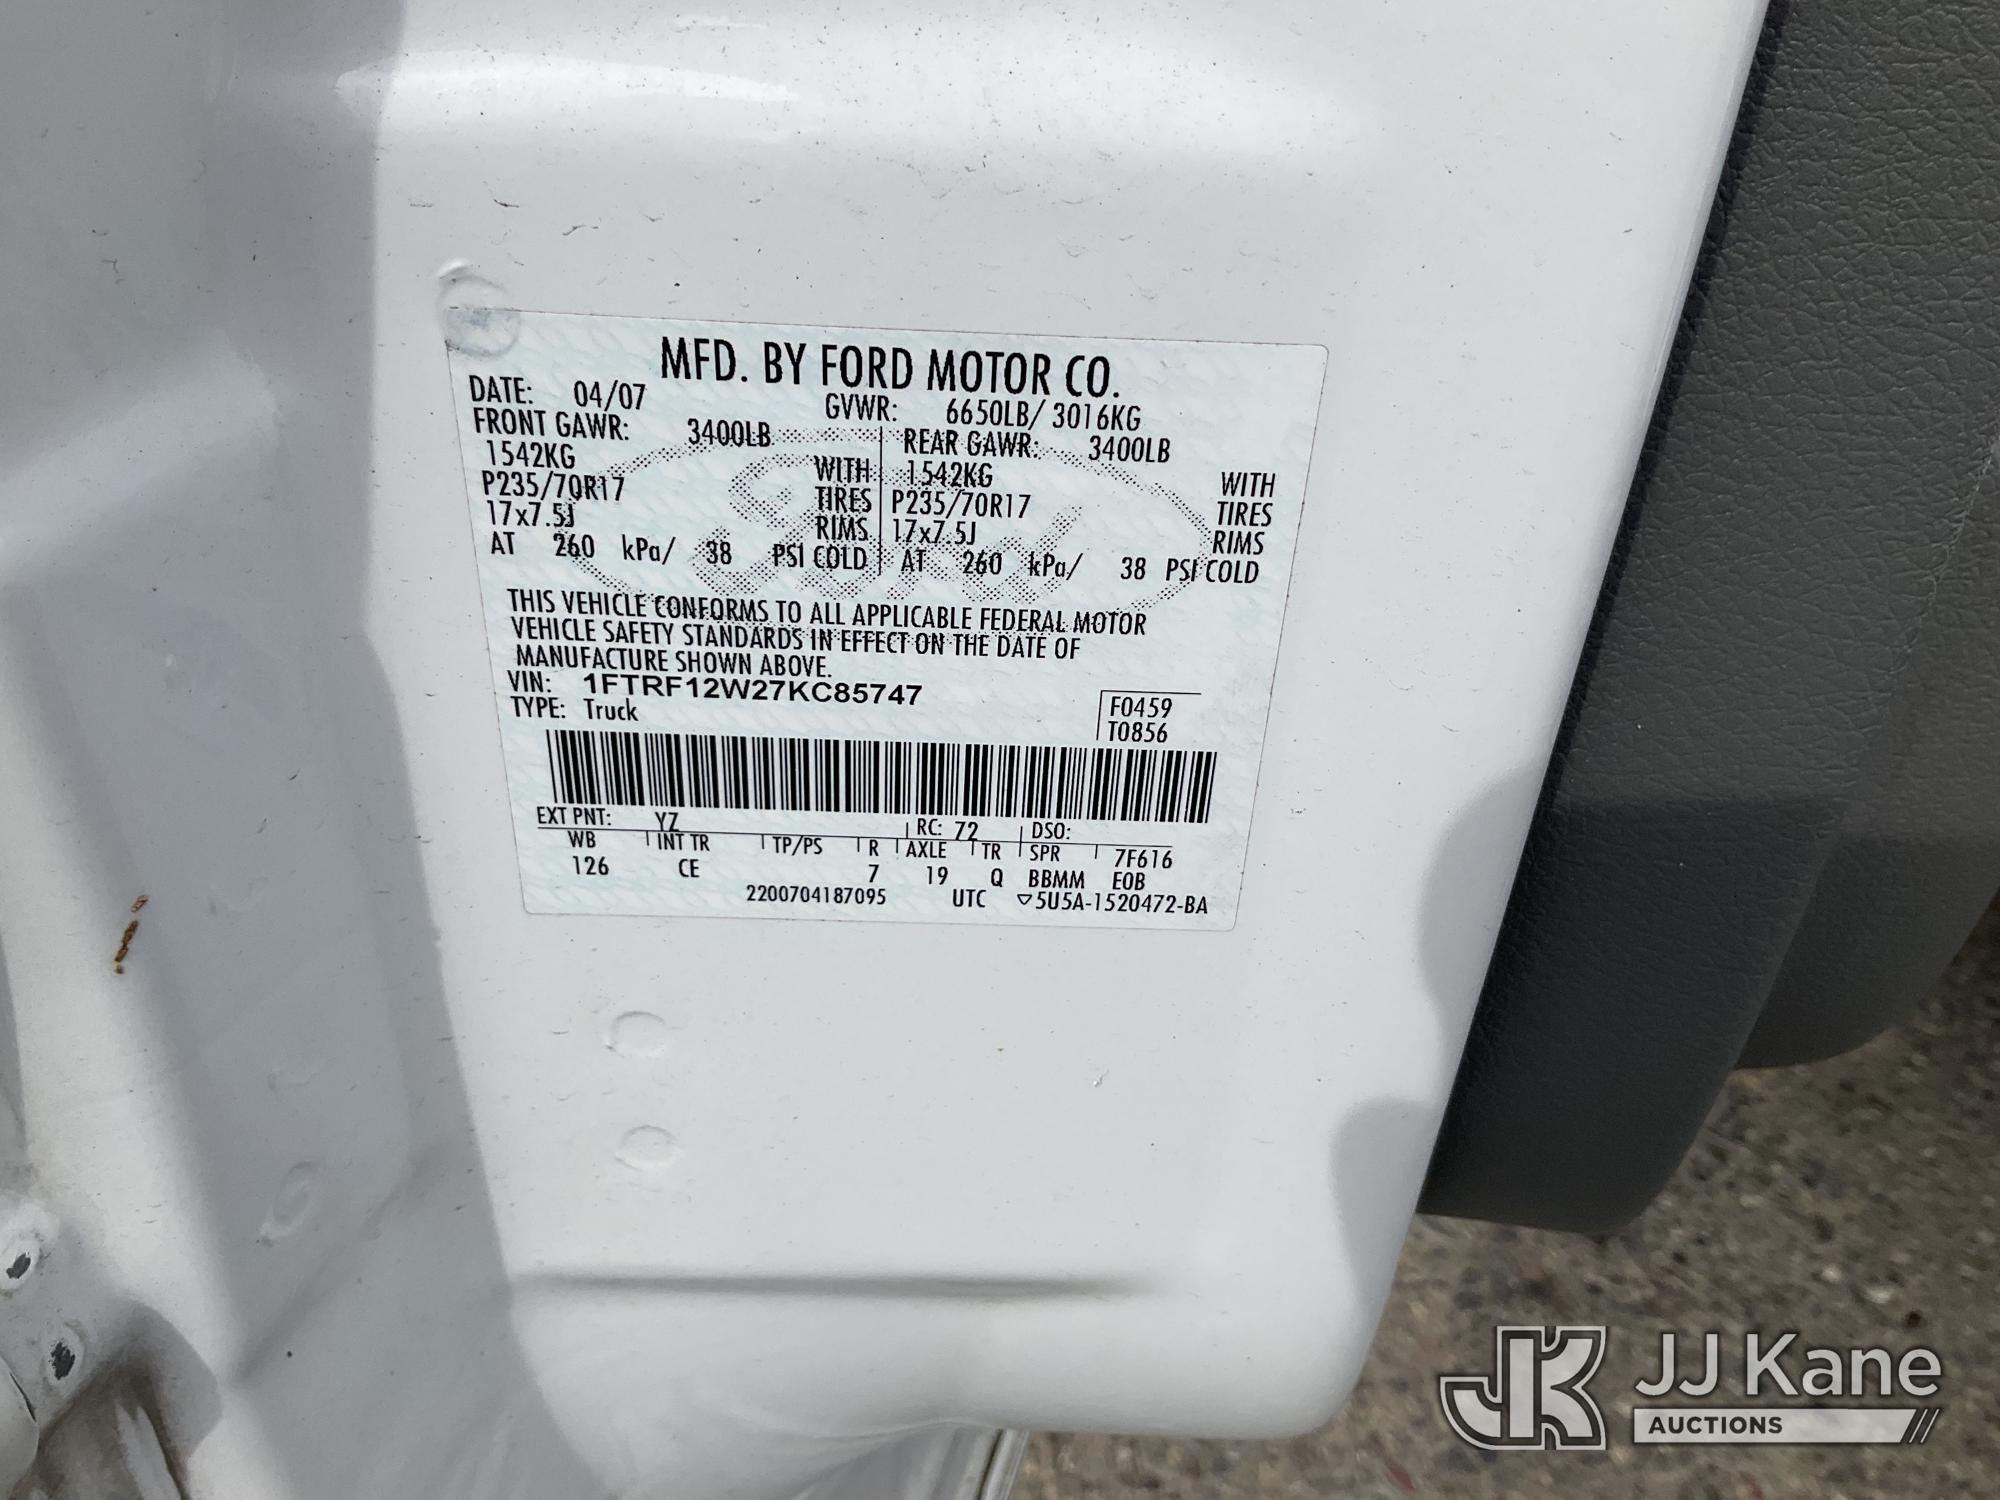 MFD. BY FORD MOTOR CO.
DATE: 04/07 GVWR: 6650LB/ 3016KG
FRONT GAWR: 3400LB REAR GAWR: 3400LB
1542KG WITH 1542KG WITH
P235/70R17 TIRES P235/70R17 TIRES
17x7.5J RIMS 17x7.5J RIMS
AT 260 kPa/ 38 PSI COLD AT 260 kPa/ 38 PSI COLD
THIS VEHICLE CONFORMS TO ALL APPLICABLE FEDERAL MOTOR
VEHICLE SAFETY STANDARDS IN EFFECT ON THE DATE OF
MANUFACTURE SHOWN ABOVE.
VIN: 1FTRF12W27KC85747 F0459
TYPE: Truck T0856
EXT PNT: YZ RC: 72 DSO:
WB INT TR TP/PS R AXLE TR SPR 7F616
126 CE 7 19 Q BBMM EOB
2200704187095 UTC ▽5U5A-1520472-BA
Ford
JK JJ Kane
AUCTIONS